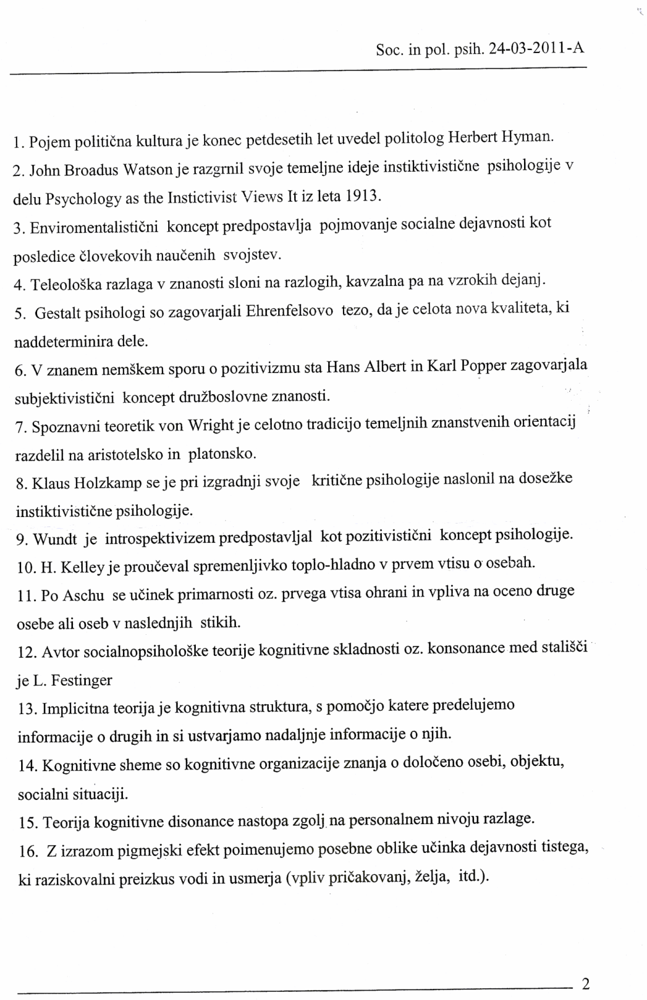 Soc. in pol. psih. 24-03-2011-A
1. Pojem politična kultura je konec petdesetih let uvedel politolog Herbert Hyman.
2. John Broadus Watson je razgrnil svoje temeljne ideje instiktivistične psihologije v
delu Psychology as the Instictivist Views It iz leta 1913.
3. Enviromentalistični koncept predpostavlja pojmovanje socialne dejavnosti kot
posledice človekovih naučenih svojstev.
4. Teleološka razlaga v znanosti sloni na razlogih, kavzalna pa na vzrokih dejanj.
5. Gestalt psihologi so zagovarjali Ehrenfelsovo tezo, da je celota nova kvaliteta, ki
naddeterminira dele.
6. V znanem nemškem sporu o pozitivizmu sta Hans Albert in Karl Popper zagovarjala
subjektivistični koncept družboslovne znanosti.
7. Spoznavni teoretik von Wright je celotno tradicijo temeljnih znanstvenih orientacij
razdelil na aristotelsko in platonsko.
8. Klaus Holzkamp se je pri izgradnji svoje kritične psihologije naslonil na dosežke
instiktivistične psihologije.
9. Wundt je introspektivizem predpostavljal kot pozitivistični koncept psihologije.
10. H. Kelley je proučeval spremenljivko toplo-hladno v prvem vtisu o osebah.
11. Po Aschu se učinek primarnosti oz. prvega vtisa ohrani in vpliva na oceno druge
osebe ali oseb v naslednjih stikih.
12. Avtor socialnopsihološke teorije kognitivne skladnosti oz. konsonance med stališči
je L. Festinger
13. Implicitna teorija je kognitivna struktura, s pomočjo katere predelujemo
informacije o drugih in si ustvarjamo nadaljnje informacije o njih.
14. Kognitivne sheme so kognitivne organizacije znanja o določeno osebi, objektu,
socialni situaciji.
15. Teorija kognitivne disonance nastopa zgolj na personalnem nivoju razlage.
16. Z izrazom pigmejski efekt poimenujemo posebne oblike učinka dejavnosti tistega,
ki raziskovalni preizkus vodi in usmerja (vpliv pričakovanj, želja, itd.).
2